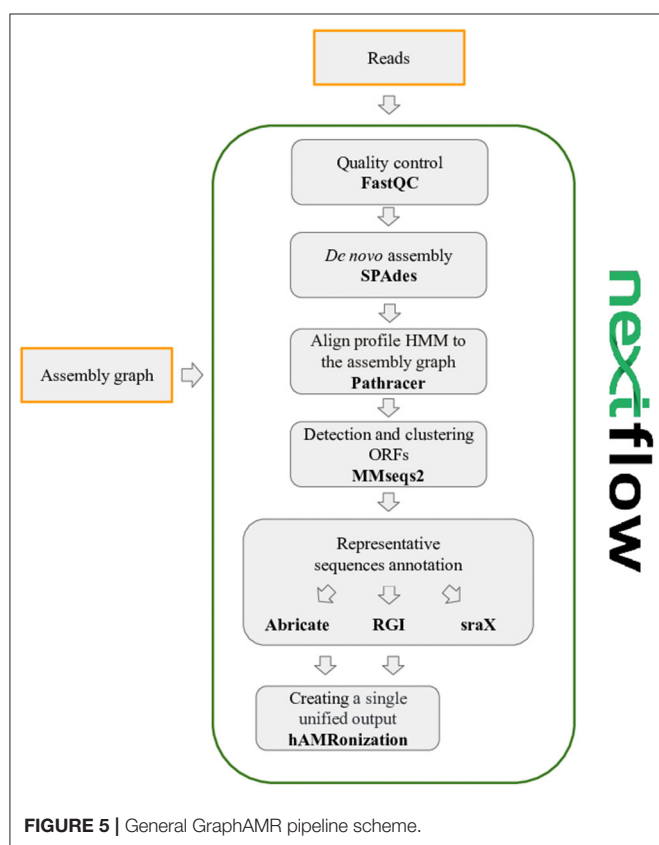 Reads
Quality control
FastQC
De novo assembly
SPAdes
Assembly graph
Align profile HMM to
the assembly graph
Pathracer
Detection and clustering
ORFs
MMseqs2
Representative
sequences annotation
Abricate RGI sraX
Creating a single
unified output
hAMRonization
nextflow
FIGURE 5 | General GraphAMR pipeline scheme.